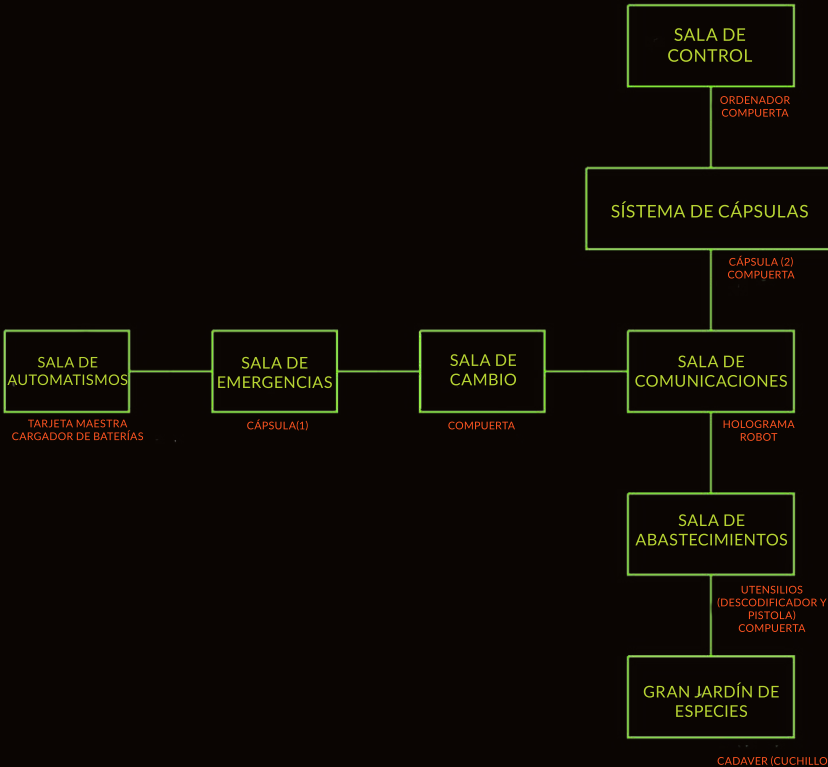 SALA DE
CONTROL
ORDENADOR
COMPUERTA
SÍSTEMA DE CÁPSULAS
CÁPSULA (2)
COMPUERTA
SALA DE
AUTOMATISMOS
TARJETA MAESTRA
CARGADOR DE BATERÍAS
SALA DE
EMERGENCIAS
CÁPSULA(1)
SALA DE
CAMBIO
COMPUERTA
SALA DE
COMUNICACIONES
HOLOGRAMA
ROBOT
SALA DE
ABASTECIMIENTOS
UTENSILIOS
(DESCODIFICADOR Y
PISTOLA)
COMPUERTA
GRAN JARDÍN DE
ESPECIES
CADAVER (CUCHILLO